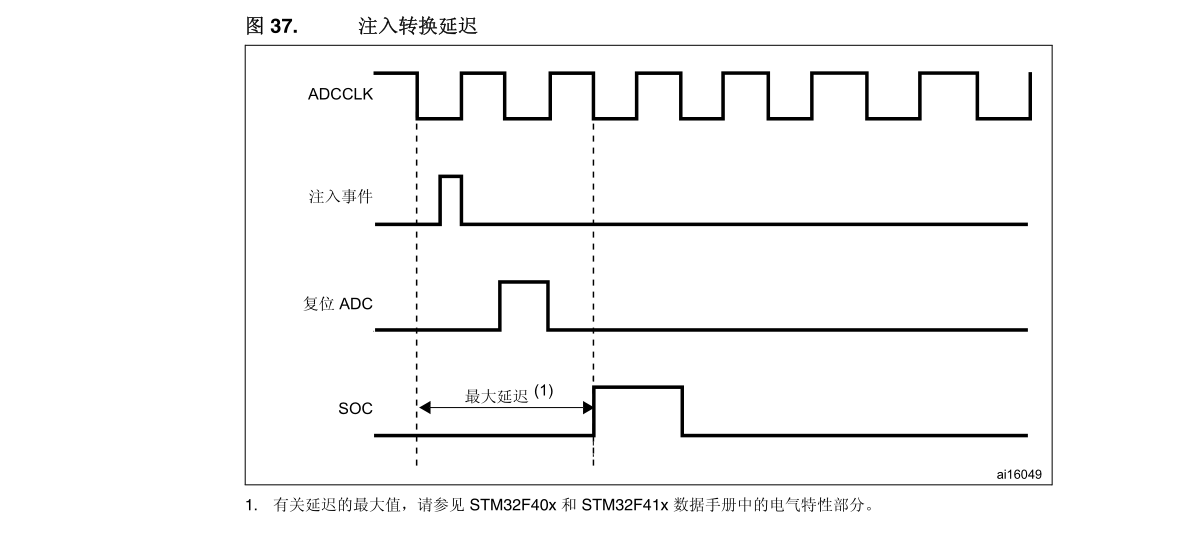 图 37. 注入转换延迟
ADCCLK
注入事件
复位 ADC
最大延迟 (1)
SOC
ai16049
1. 有关延迟的最大值，请参见 STM32F40x 和 STM32F41x 数据手册中的电气特性部分。